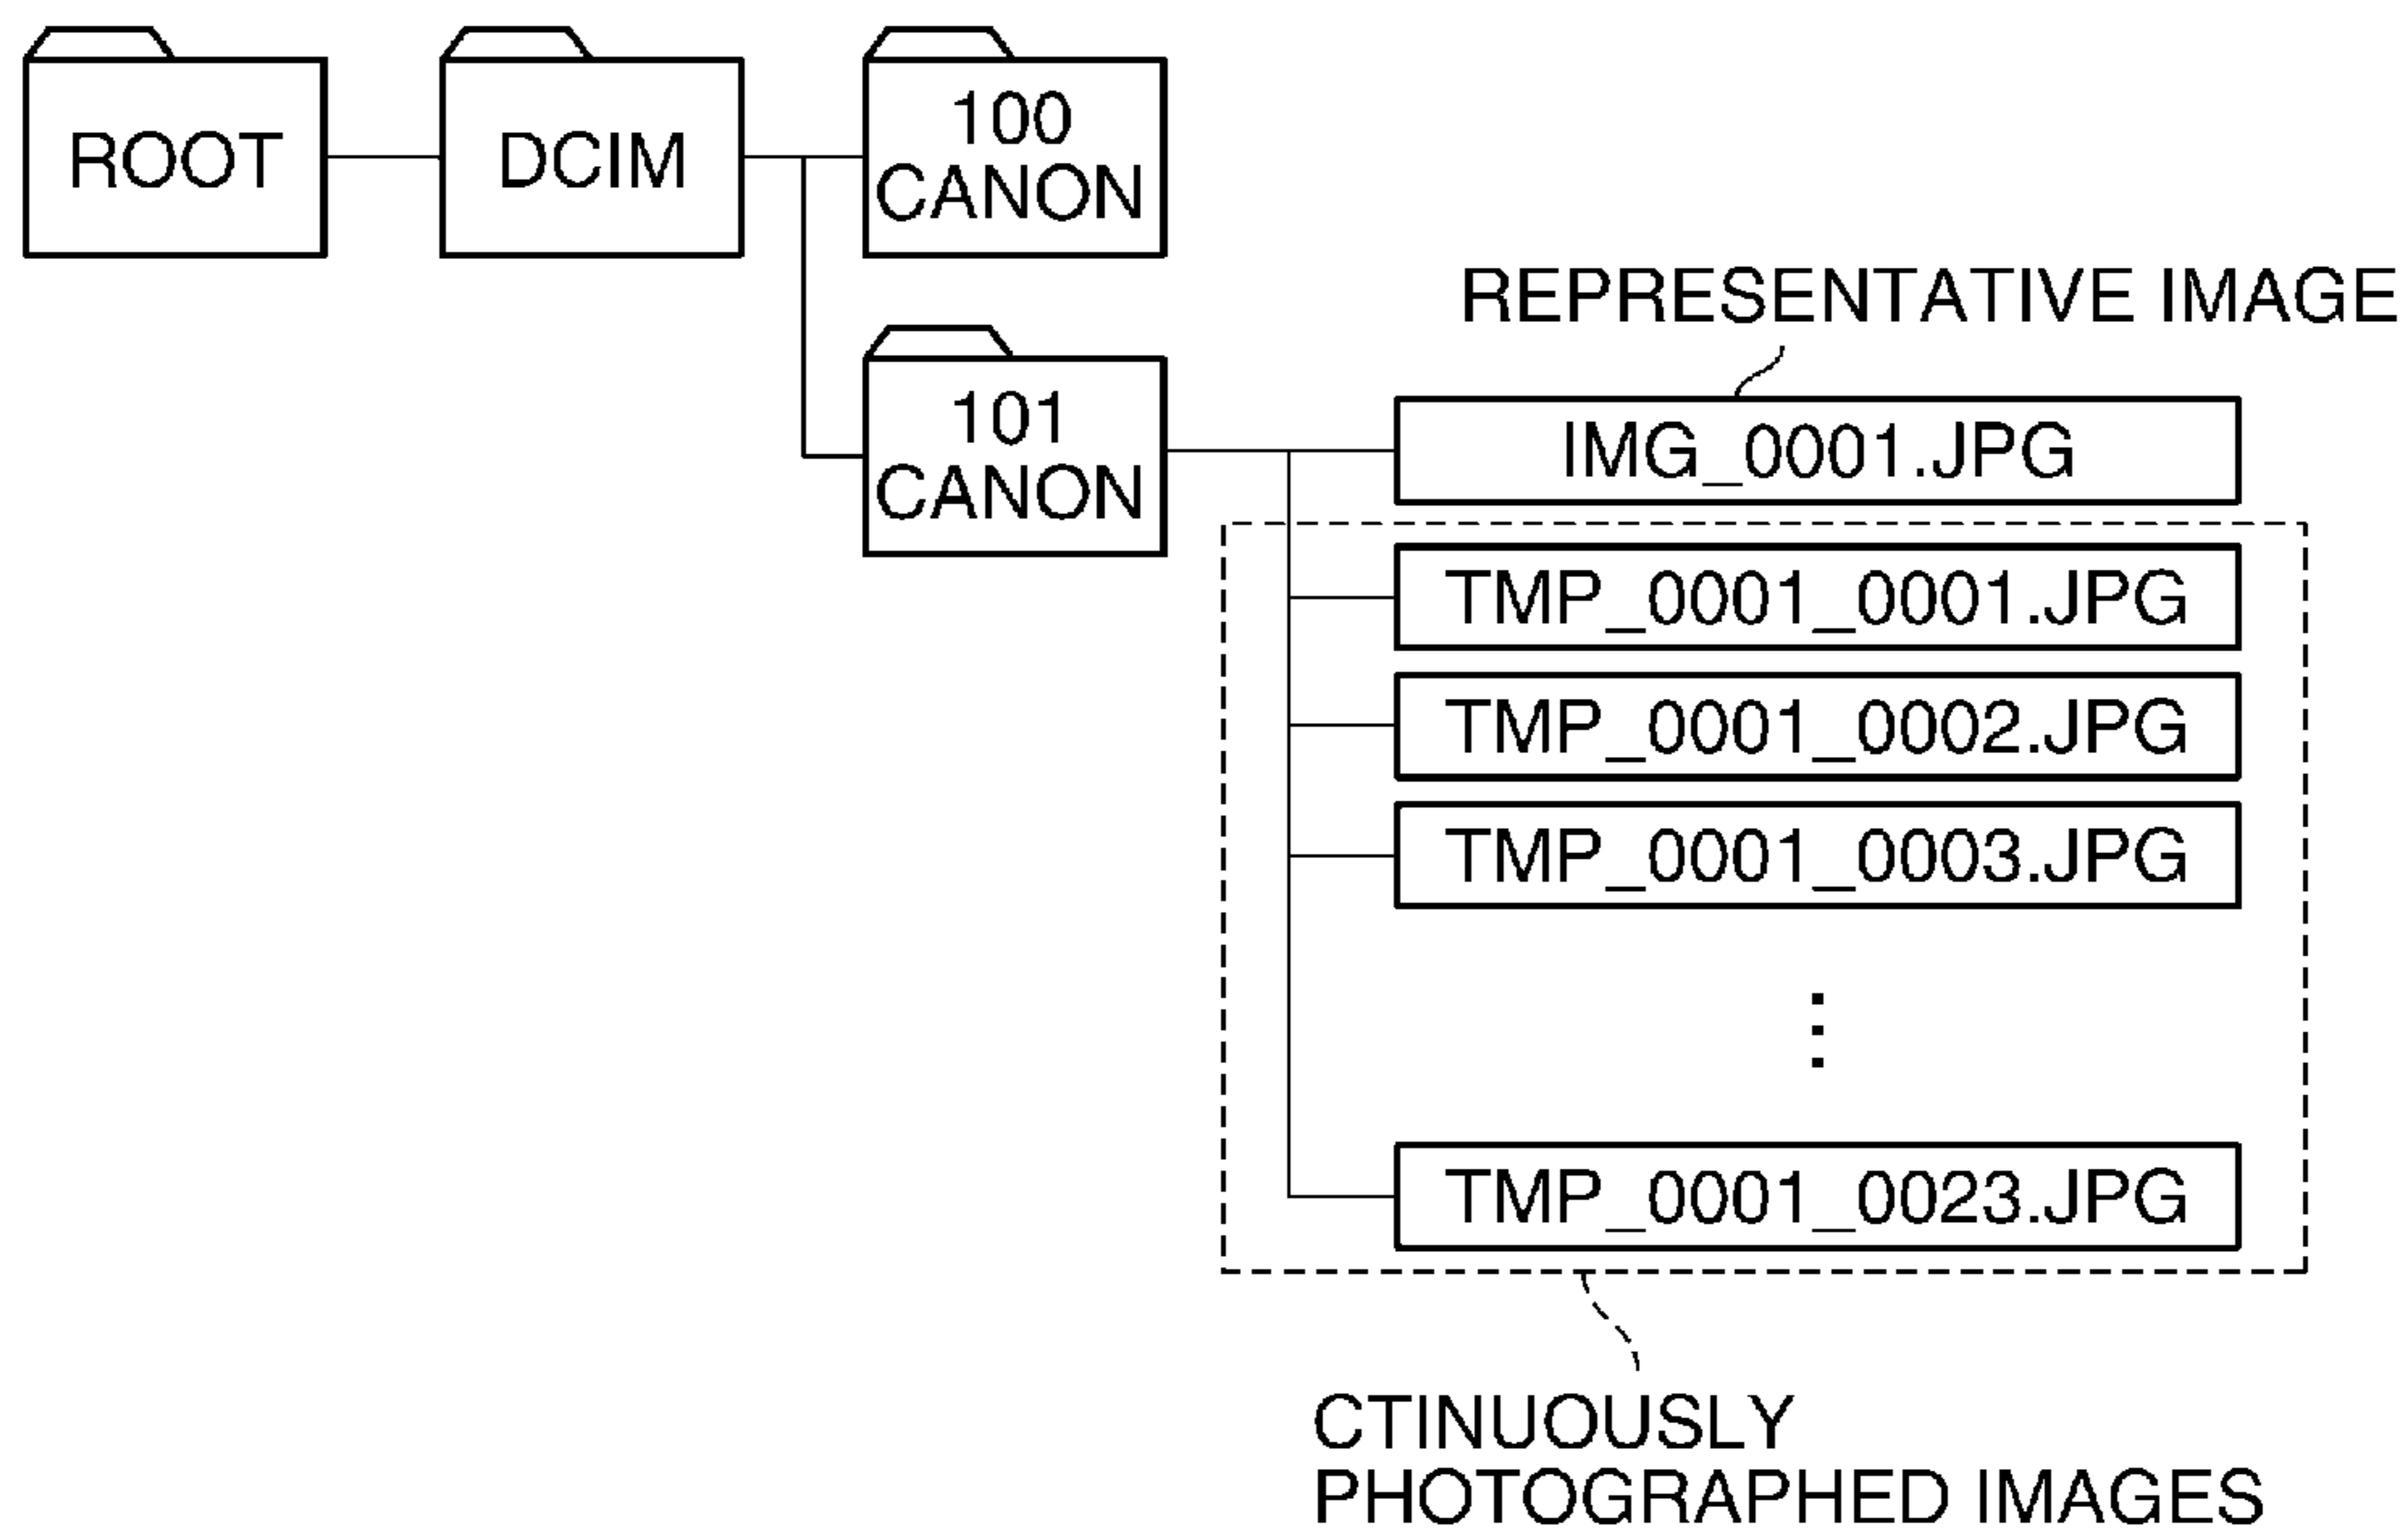 ROOT
DCIM
100
CANON
101
CANON
REPRESENTATIVE IMAGE
IMG_0001.JPG
TMP_0001_0001.JPG
TMP_0001_0002.JPG
TMP_0001_0003.JPG
TMP_0001_0023.JPG
CTINUOUSLY
PHOTOGRAPHED IMAGES